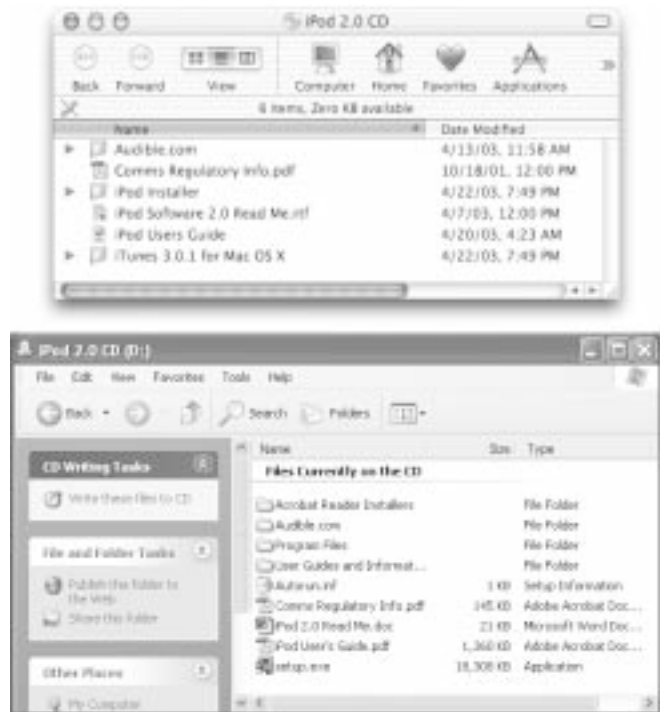 iPod 2.0 CD
Back Forward View Computer Home Favorites Applications
6 items, Zero KB available
Name Date Modified
Audible.com 4/13/03, 11:58 AM
Comms Regulatory Info.pdf 10/18/01, 12:00 PM
iPod Installer 4/22/03, 7:49 PM
iPod Software 2.0 Read Me.rtf 4/7/03, 12:00 PM
iPod Users Guide 4/20/03, 4:23 AM
iTunes 3.0.1 for Mac OS X 4/22/03, 7:49 PM
iPod 2.0 CD (D:)
File Edit View Favorites Tools Help
Back Search Folders
Name Size Type
CD Writing Tasks
Write these files to CD
File and Folder Tasks
Publish this folder to
the Web
Share this folder
Other Places
My Computer
Files Currently on the CD
Acrobat Reader Installers File Folder
Audible.com File Folder
Program Files File Folder
User Guides and Informat... File Folder
Autorun.inf 1 KB Setup Information
Comms Regulatory Info.pdf 145 KB Adobe Acrobat Doc...
iPod 2.0 Read Me.doc 21 KB Microsoft Word Doc...
iPod User's Guide.pdf 1,360 KB Adobe Acrobat Doc...
setup.exe 18,308 KB Application